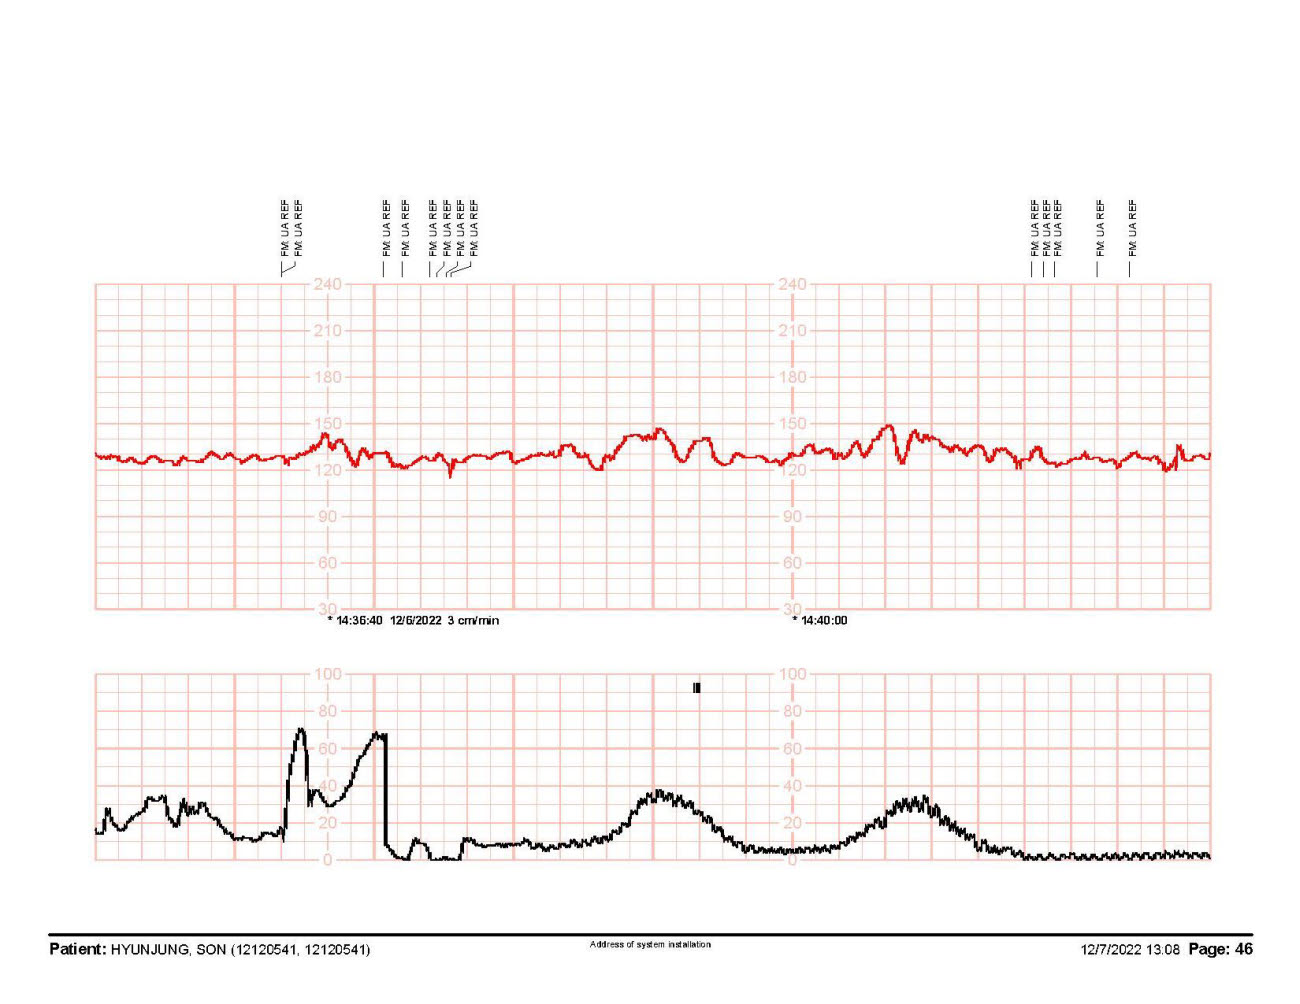 FM: UA REF
FM: UA REF
FM: UA REF
FM: UA REF
FM: UA REF
FM: UA REF
FM: UA REF
FM: UA REF
FM: UA REF
FM: UA REF
FM: UA REF
FM: UA REF
FM: UA REF
240 240
210 210
180 180
150 150
120 120
90 90
60 60
30 30
* 14:36:40 12/6/2022 3 cm/min * 14:40:00
100 100
80 80
60 60
40 40
20 20
0 0
Patient: HYUNJUNG, SON (12120541, 12120541) Address of system installation 12/7/2022 13:08 Page: 46